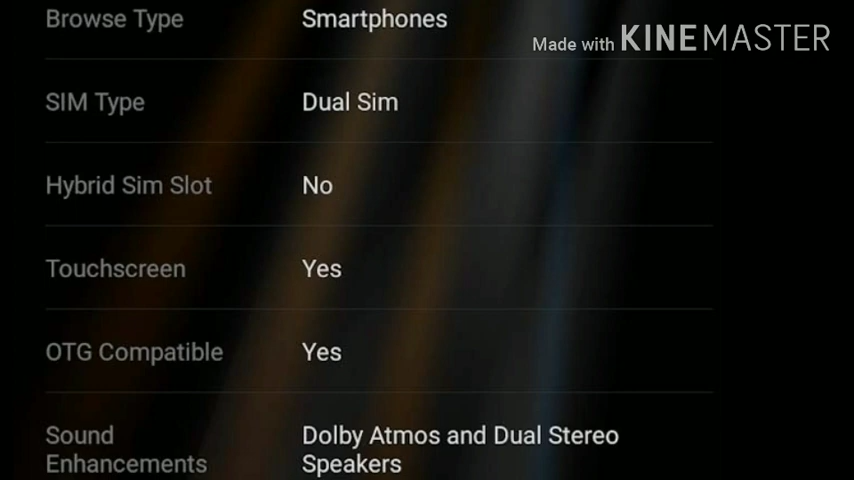 Browse Type Smartphones
Made with KINEMASTER
SIM Type Dual Sim
Hybrid Sim Slot No
Touchscreen Yes
OTG Compatible Yes
Sound Enhancements Dolby Atmos and Dual Stereo Speakers